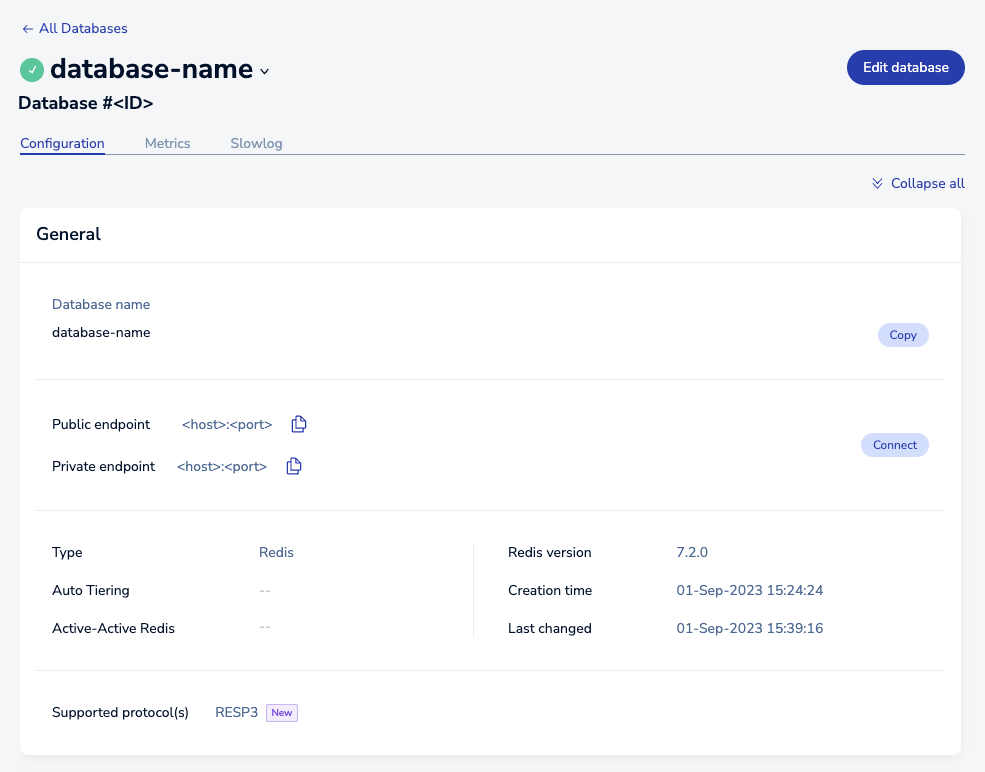 ← All Databases
database-name
Edit database
Database #<ID>
Configuration Metrics Slowlog
Collapse all
General
Database name
database-name
Copy
Public endpoint <host>:<port>
Connect
Private endpoint <host>:<port>
Type Redis Redis version 7.2.0
Auto Tiering -- Creation time 01-Sep-2023 15:24:24
Active-Active Redis -- Last changed 01-Sep-2023 15:39:16
Supported protocol(s) RESP3 New